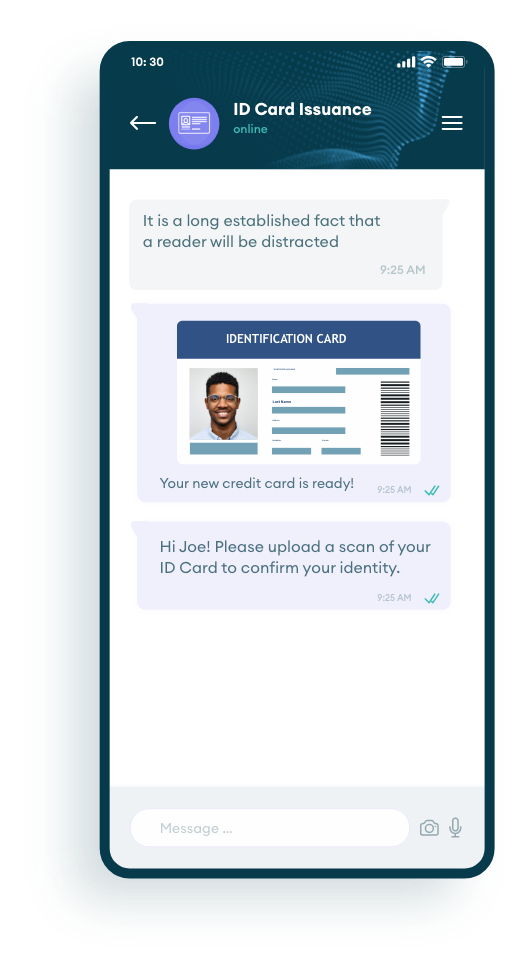 10: 30
ID Card Issuance
online
It is a long established fact that
a reader will be distracted
9:25 AM
IDENTIFICATION CARD
Last Name
Your new credit card is ready!
9:25 AM
Hi Joe! Please upload a scan of your
ID Card to confirm your identity.
9:25 AM
Message ...